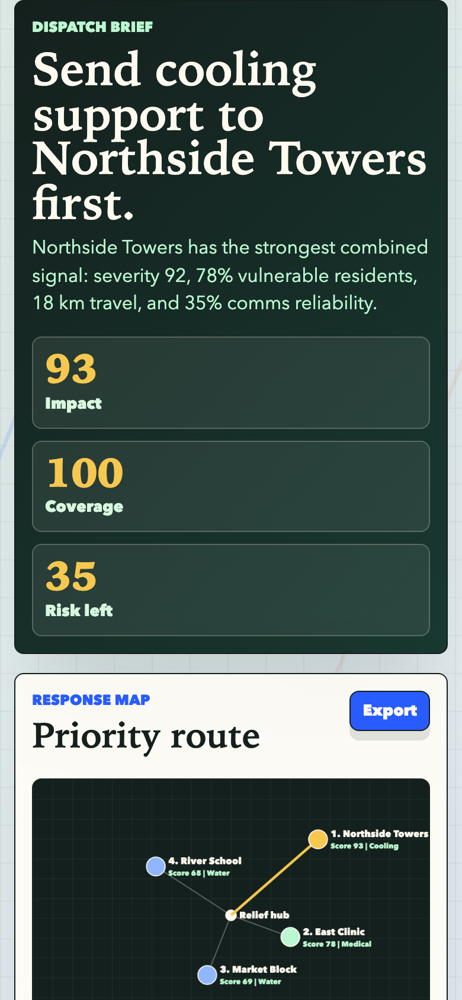 DISPATCH BRIEF
Send cooling
support to
Northside Towers
first.
Northside Towers has the strongest combined
signal: severity 92, 78% vulnerable residents,
18 km travel, and 35% comms reliability.
93
Impact
100
Coverage
35
Risk left
RESPONSE MAP
Export
Priority route
1. Northside Towers
Score 93 | Cooling
4. River School
Score 65 | Water
Relief hub
2. East Clinic
Score 78 | Medical
3. Market Block
Score 69 | Water